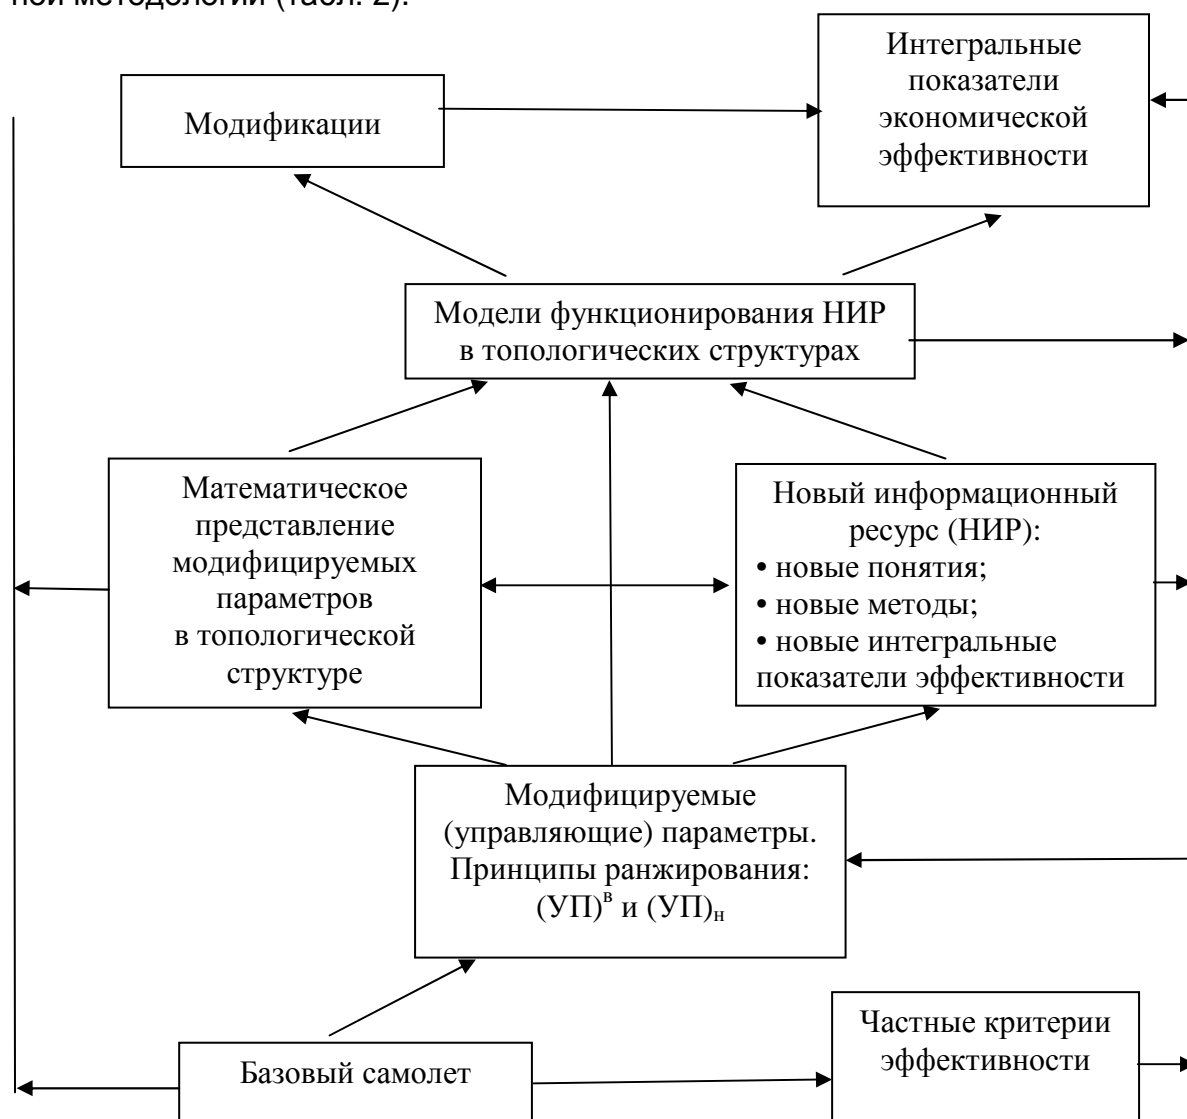 ной методологии (табл. 2).
Интегральные
показатели
экономической
эффективности
Модификации
Модели функционирования НИР
в топологических структурах
Математическое
представление
модифицируемых
параметров
в топологической
структуре
Новый информационный
ресурс (НИР):
• новые понятия;
• новые методы;
• новые интегральные
показатели эффективности
Модифицируемые
(управляющие) параметры.
Принципы ранжирования:
(УП)ᴮ и (УП)ₙ
Частные критерии
эффективности
Базовый самолет